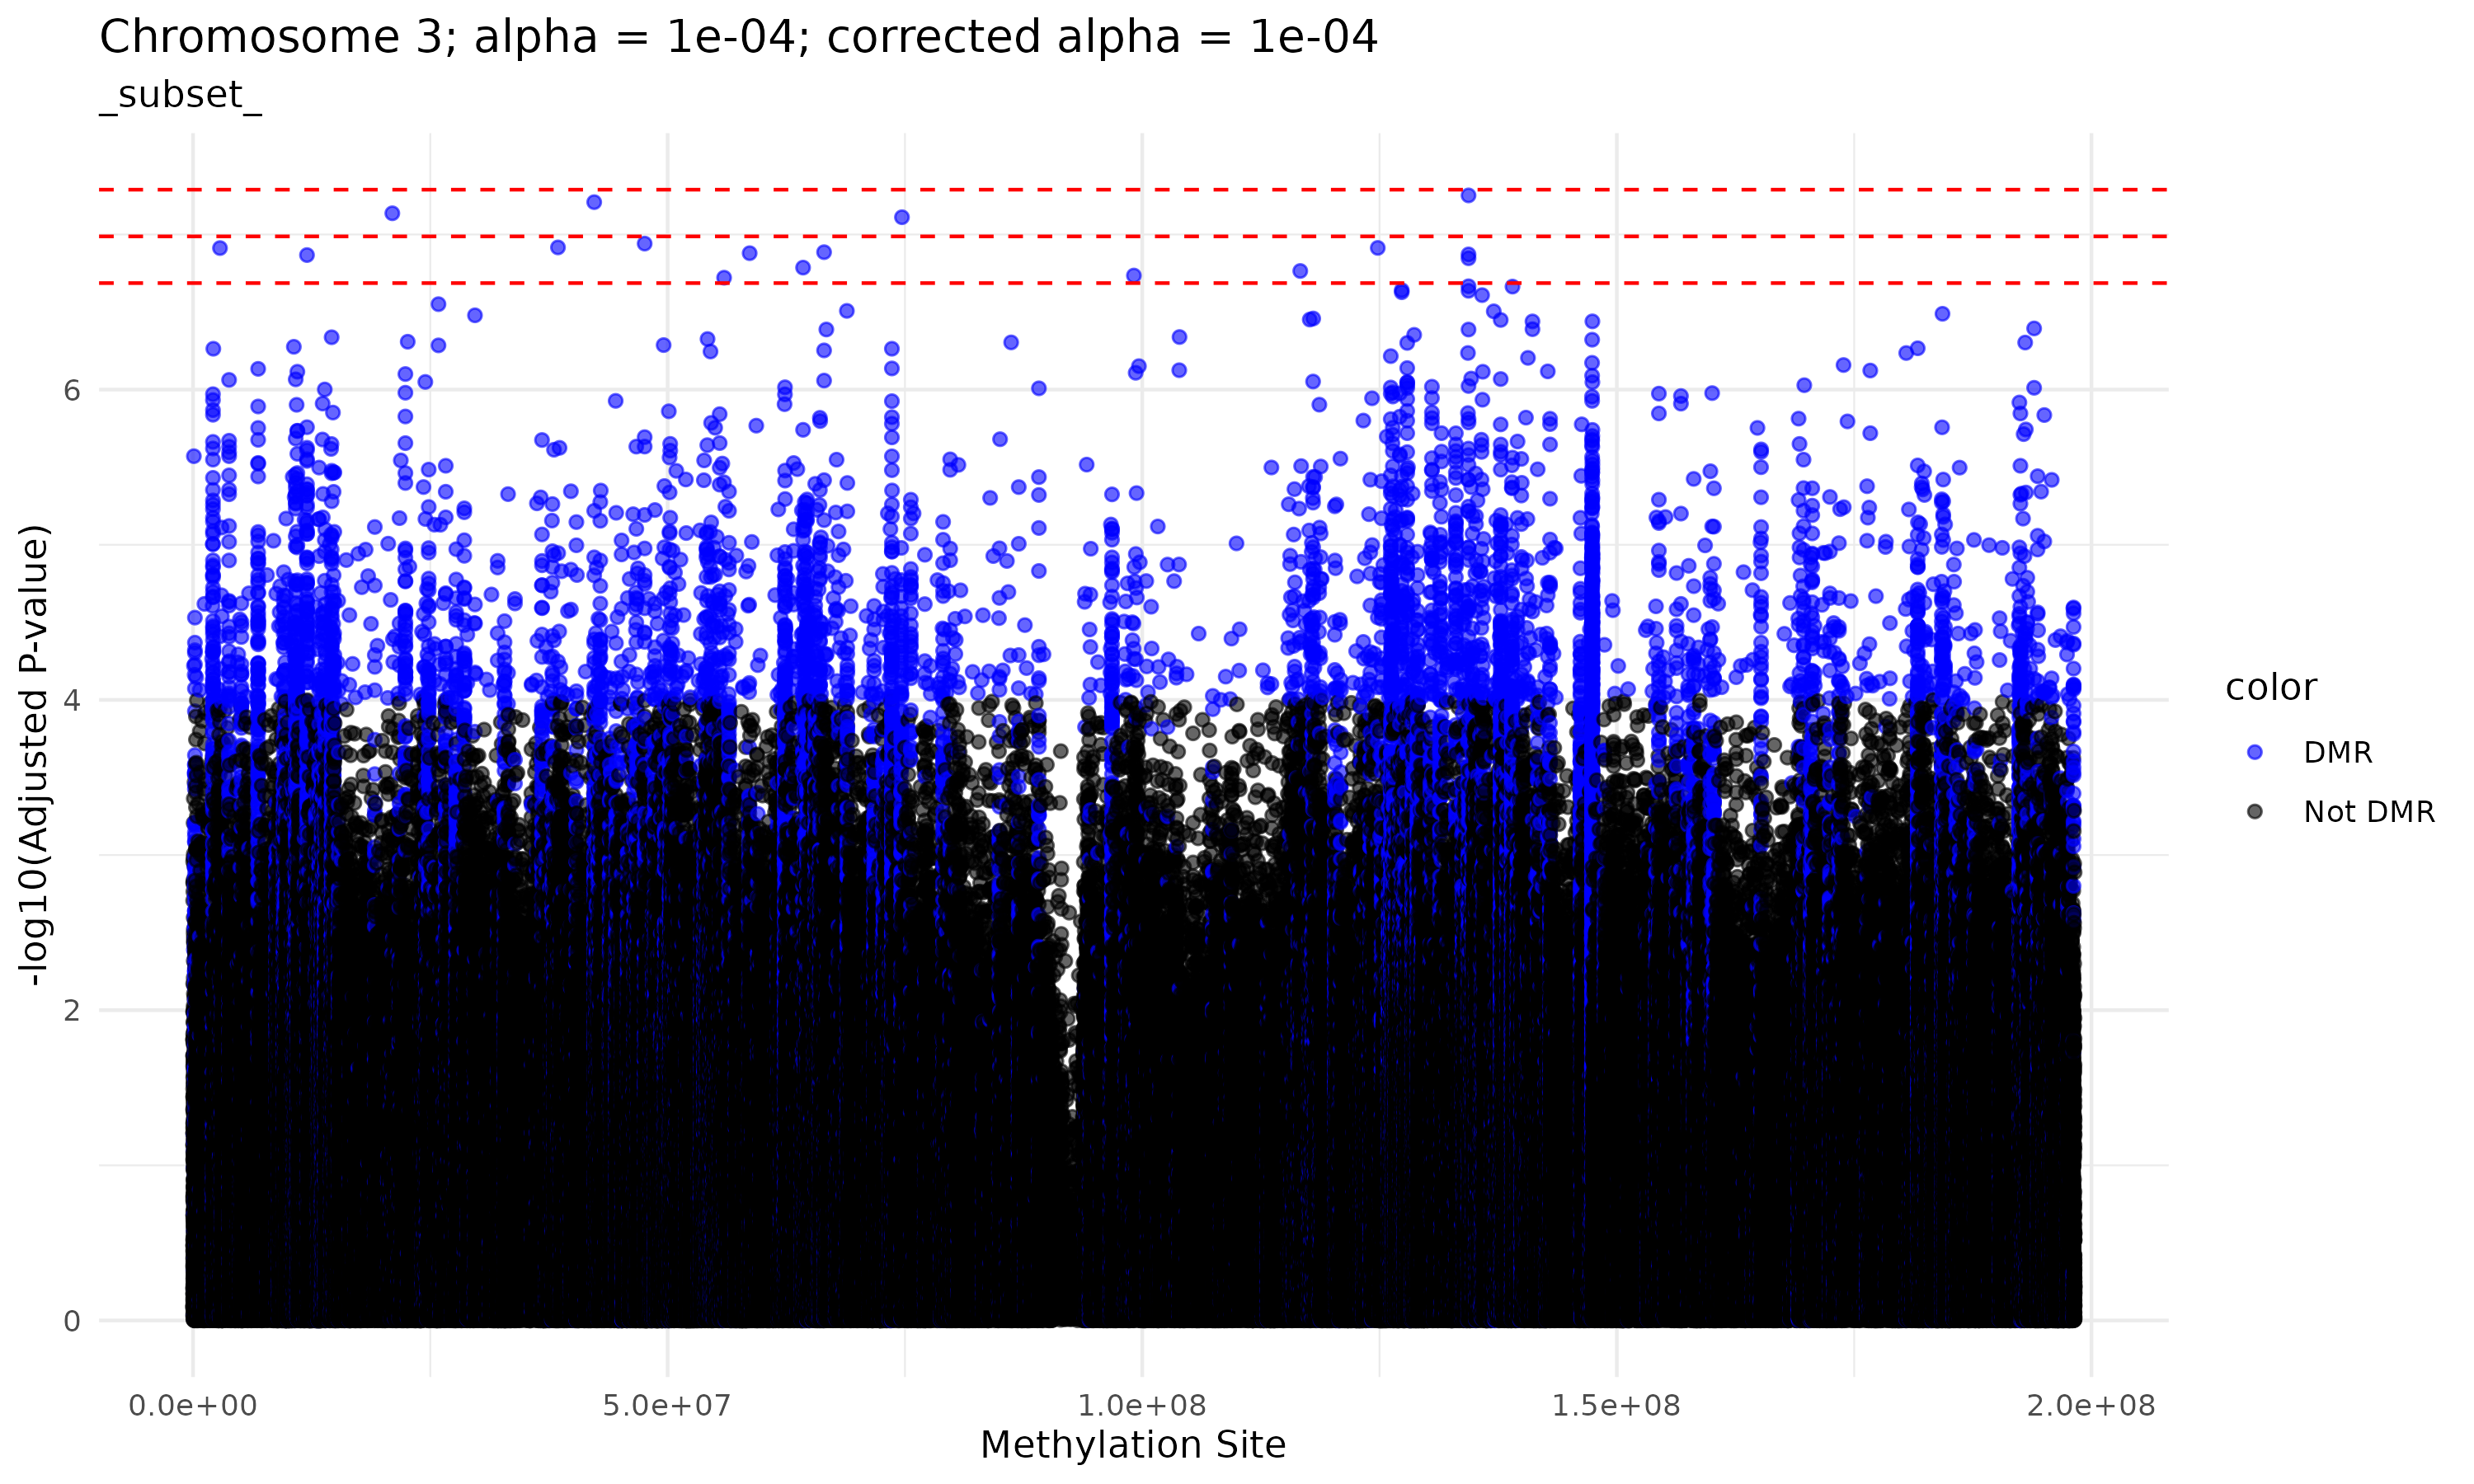 Chromosome 3; alpha = 1e-04; corrected alpha = 1e-04
_subset_
-log10(Adjusted P-value)
6
4
2
0
0.0e+00
5.0e+07
1.0e+08
1.5e+08
2.0e+08
Methylation Site
color
DMR
Not DMR